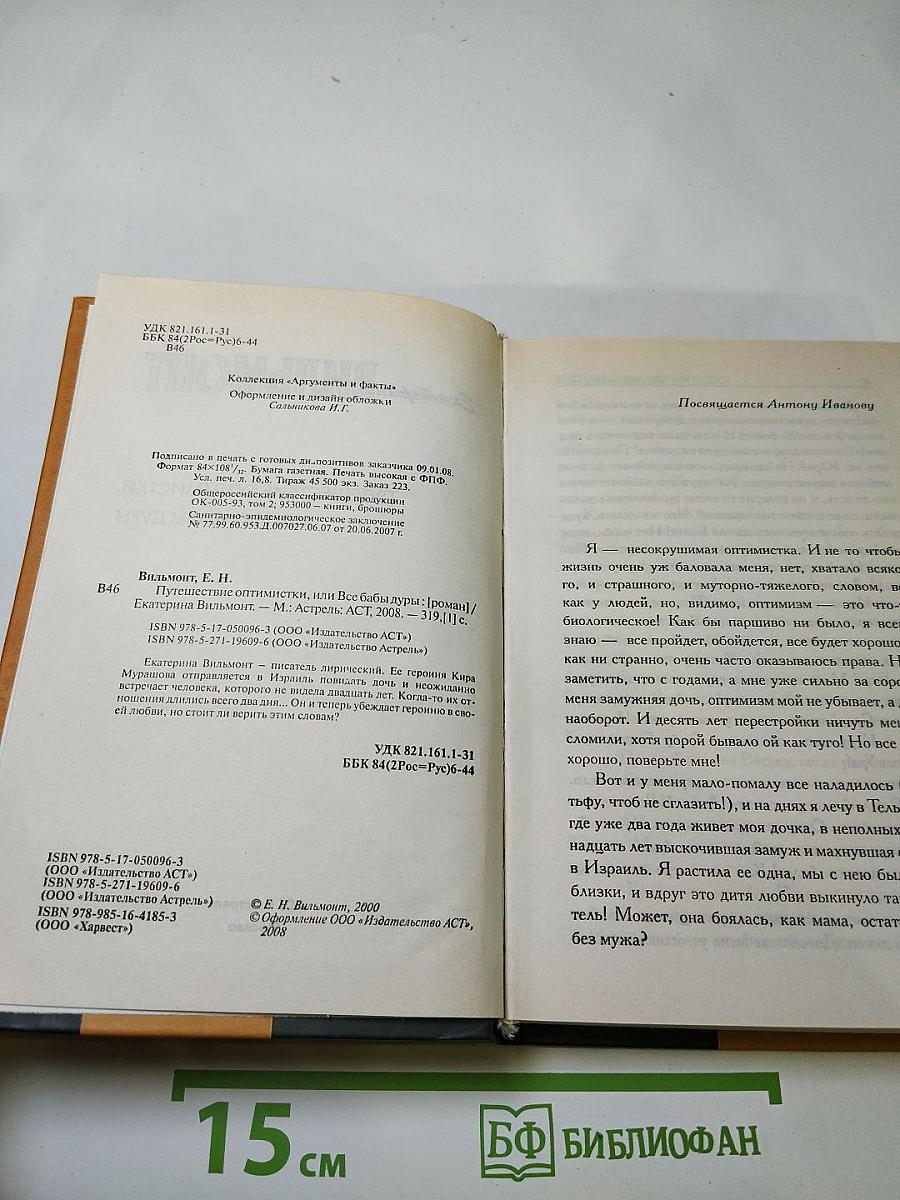 УДК 821.161.1-31
ББК 84(2Рос=Рус)6-44
В46
Коллекция «Аргументы и факты»
Оформление и дизайн обложки
Сальникова И.Г.
Подписано в печать с готовых диапозитивов заказчика 09.01.08.
Формат 84×108¹/₃₂. Бумага газетная. Печать высокая с ФПФ.
Усл. печ. л. 16,8. Тираж 45 500 экз. Заказ 223.
Общероссийский классификатор продукции
ОК-005-93, том 2; 953000 — книги, брошюры
Санитарно-эпидемиологическое заключение
№ 77.99.60.953.Д.007027.06.07 от 20.06.2007 г.
Вильмонт, Е. Н.
В46 Путешествие оптимистки, или Все бабы дуры : [роман] /
Екатерина Вильмонт. — М.: Астрель: АСТ, 2008. — 319, [1] с.
ISBN 978-5-17-050096-3 (ООО «Издательство АСТ»)
ISBN 978-5-271-19609-6 (ООО «Издательство Астрель»)
Екатерина Вильмонт — писатель лирический. Ее героиня Кира
Мурашова отправляется в Израиль повидать дочь и неожиданно
встречает человека, которого не видела двадцать лет. Когда-то их от-
ношения длились всего два дня... Он и теперь убеждает героиню в сво-
ей любви, но стоит ли верить этим словам?
УДК 821.161.1-31
ББК 84(2Рос=Рус)6-44
ISBN 978-5-17-050096-3
(ООО «Издательство АСТ»)
ISBN 978-5-271-19609-6
(ООО «Издательство Астрель»)
ISBN 978-985-16-4185-3
(ООО «Харвест»)
© Е. Н. Вильмонт, 2000
© Оформление ООО «Издательство АСТ»,
2008
Посвящается Антону Иванову
Я — несокрушимая оптимистка. И не то чтобы
жизнь очень уж баловала меня, нет, хватало всяко
го, и страшного, и муторно-тяжелого, словом, в
как у людей, но, видимо, оптимизм — это что-
биологическое! Как бы паршиво ни было, я все
знаю — все пройдет, обойдется, все будет хорошо
как ни странно, очень часто оказываюсь права. Н
заметить, что с годами, а мне уже сильно за соро
меня замужняя дочь, оптимизм мой не убывает, а
наоборот. И десять лет перестройки ничуть ме
сломили, хотя порой бывало ой как туго! Но все
хорошо, поверьте мне!
Вот и у меня мало-помалу все наладилось
тьфу, чтоб не сглазить!), и на днях я лечу в Тель
где уже два года живет моя дочка, в неполных
надцать лет выскочившая замуж и махнувшая
в Израиль. Я растила ее одна, мы с нею бы
близки, и вдруг это дитя любви выкинуло та
тель! Может, она боялась, как мама, остат
без мужа?
15 см
БФ БИБЛИОФАН